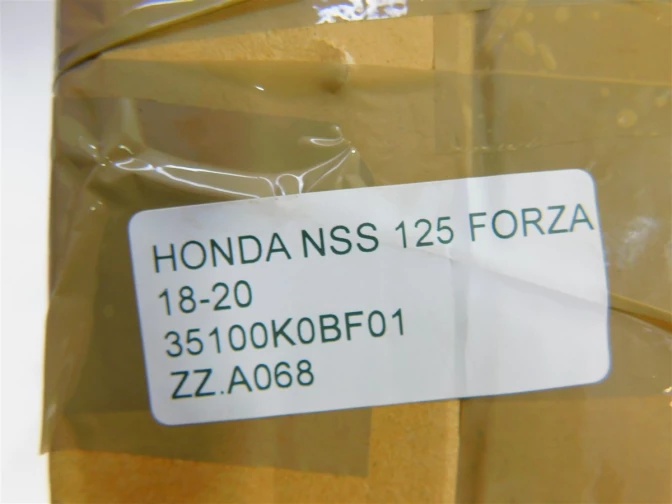 HONDA NSS 125 FORZA
18-20
35100K0BF01
ZZ.A068